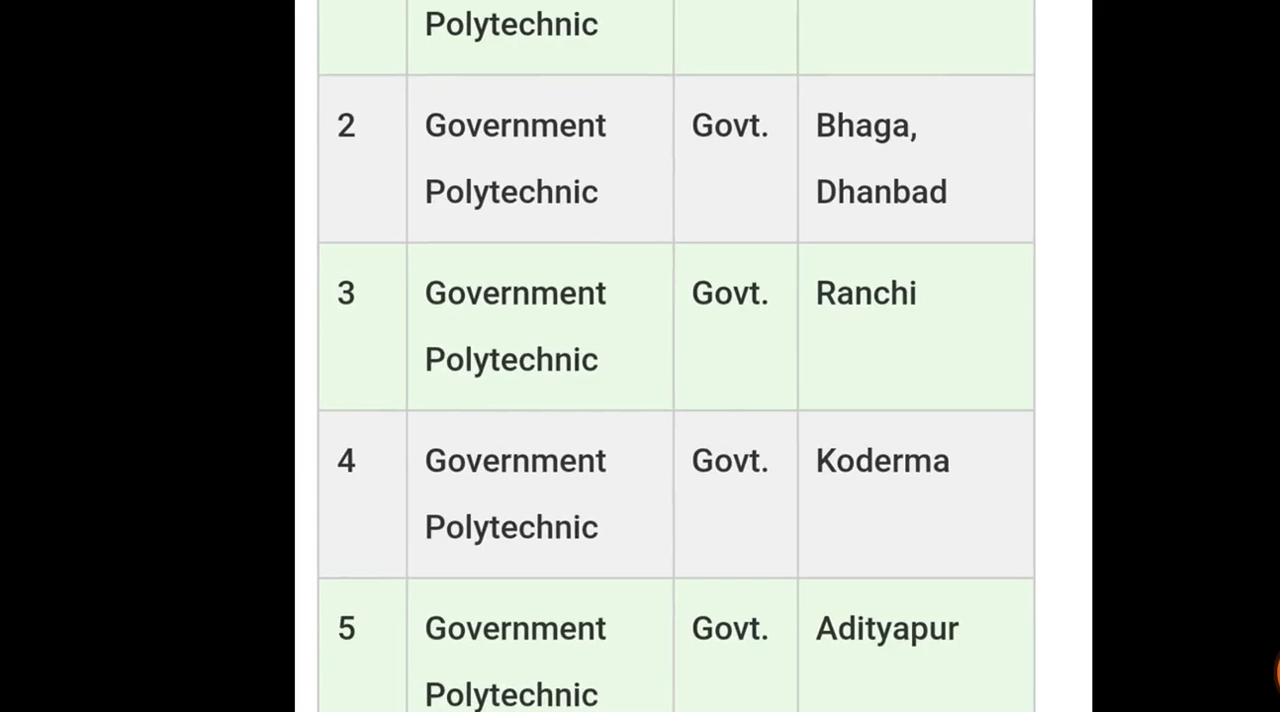 Polytechnic
2 Government Govt. Bhaga,
Polytechnic Dhanbad
3 Government Govt. Ranchi
Polytechnic
4 Government Govt. Koderma
Polytechnic
5 Government Govt. Adityapur
Polytechnic